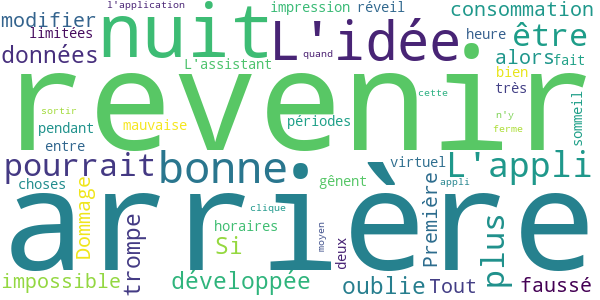 l'application
impression
réveil
consommation
modifier
nuit
L'idée
être
limitées
quand
heure
données
L'assistant
alors
fait
revenir
bien
très
cette
sortir
n'y
pendant
mauvaise
périodes
ferme
sommeil
entre
pourrait
bonne
virtuel
L'appli
choses
gênent
appli
arrière
Dommage
Première
clique
horaires
trompe
Si
moyen
deux
plus
impossible
développée
oublie
Tout
faussé